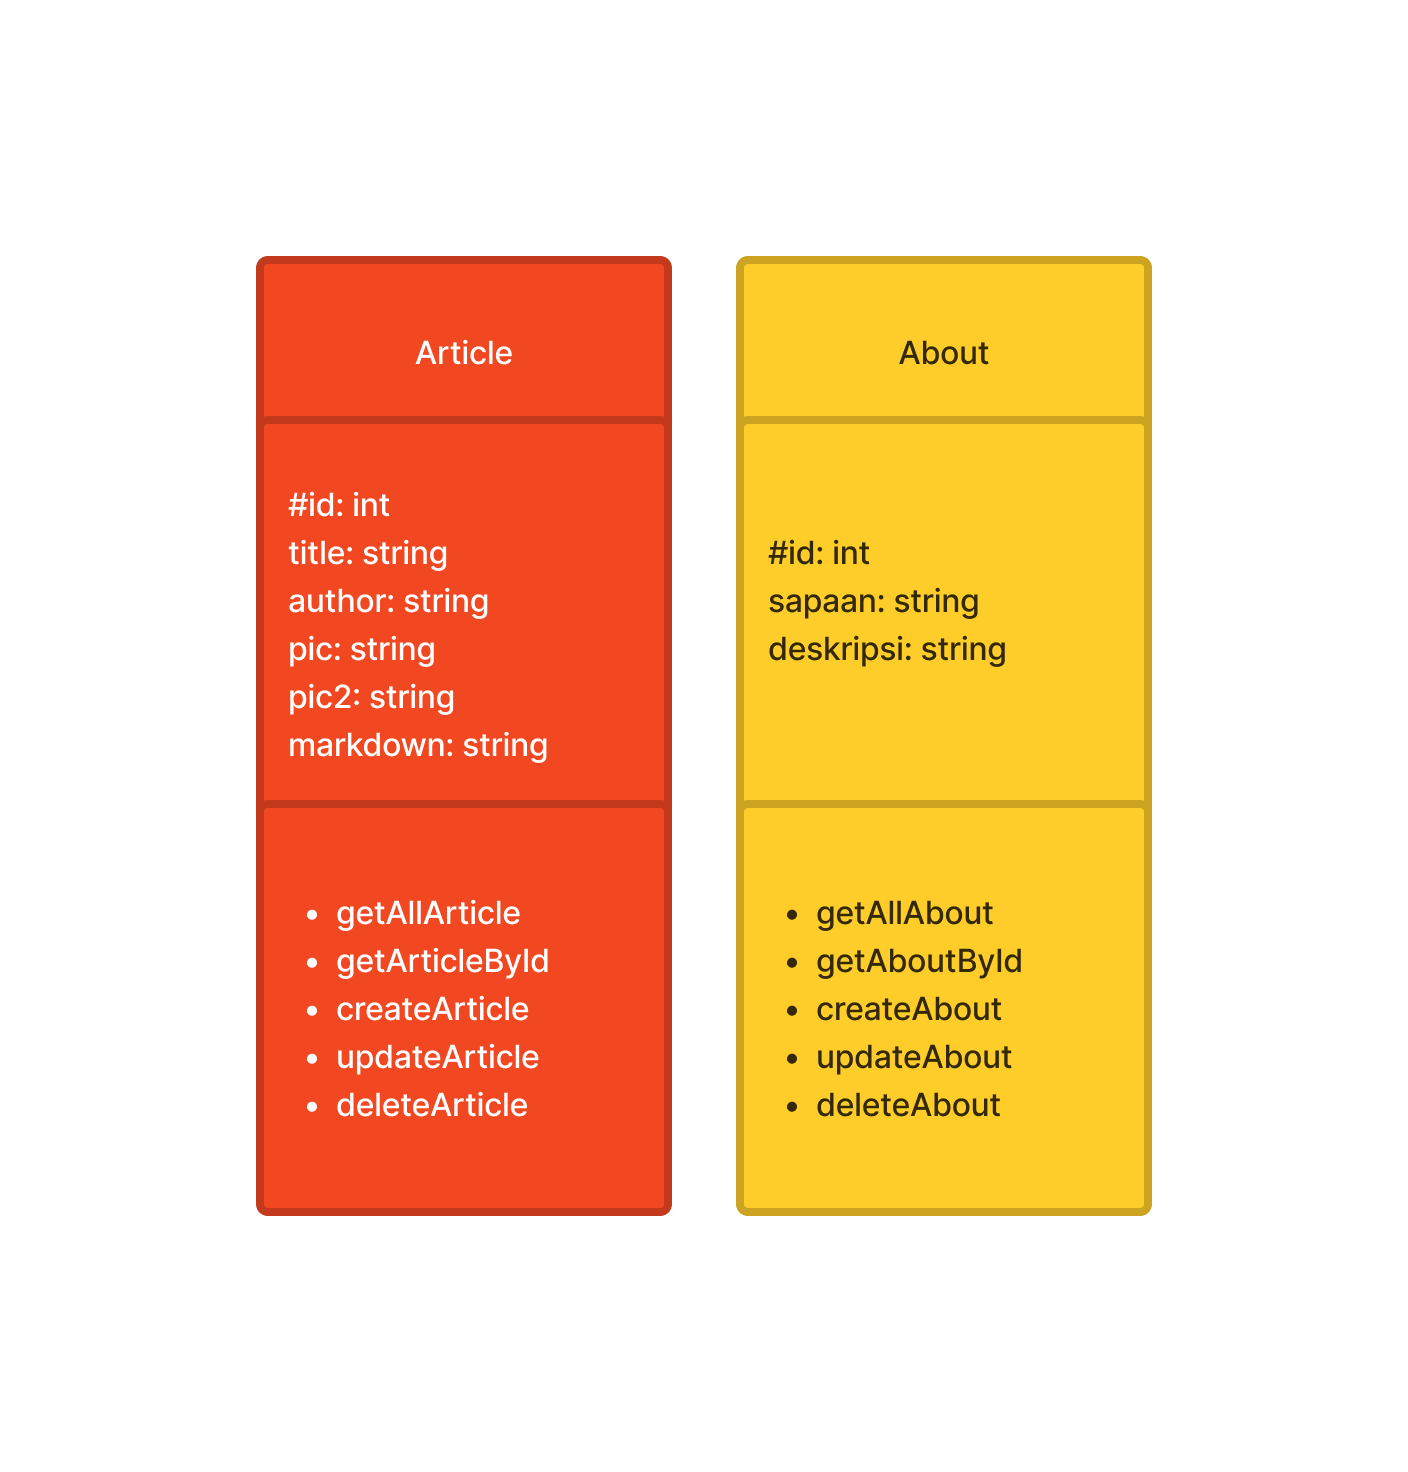 Article
#id: int
title: string
author: string
pic: string
pic2: string
markdown: string
• getAllArticle
• getArticleById
• createArticle
• updateArticle
• deleteArticle
About
#id: int
sapaan: string
deskripsi: string
• getAllAbout
• getAboutById
• createAbout
• updateAbout
• deleteAbout